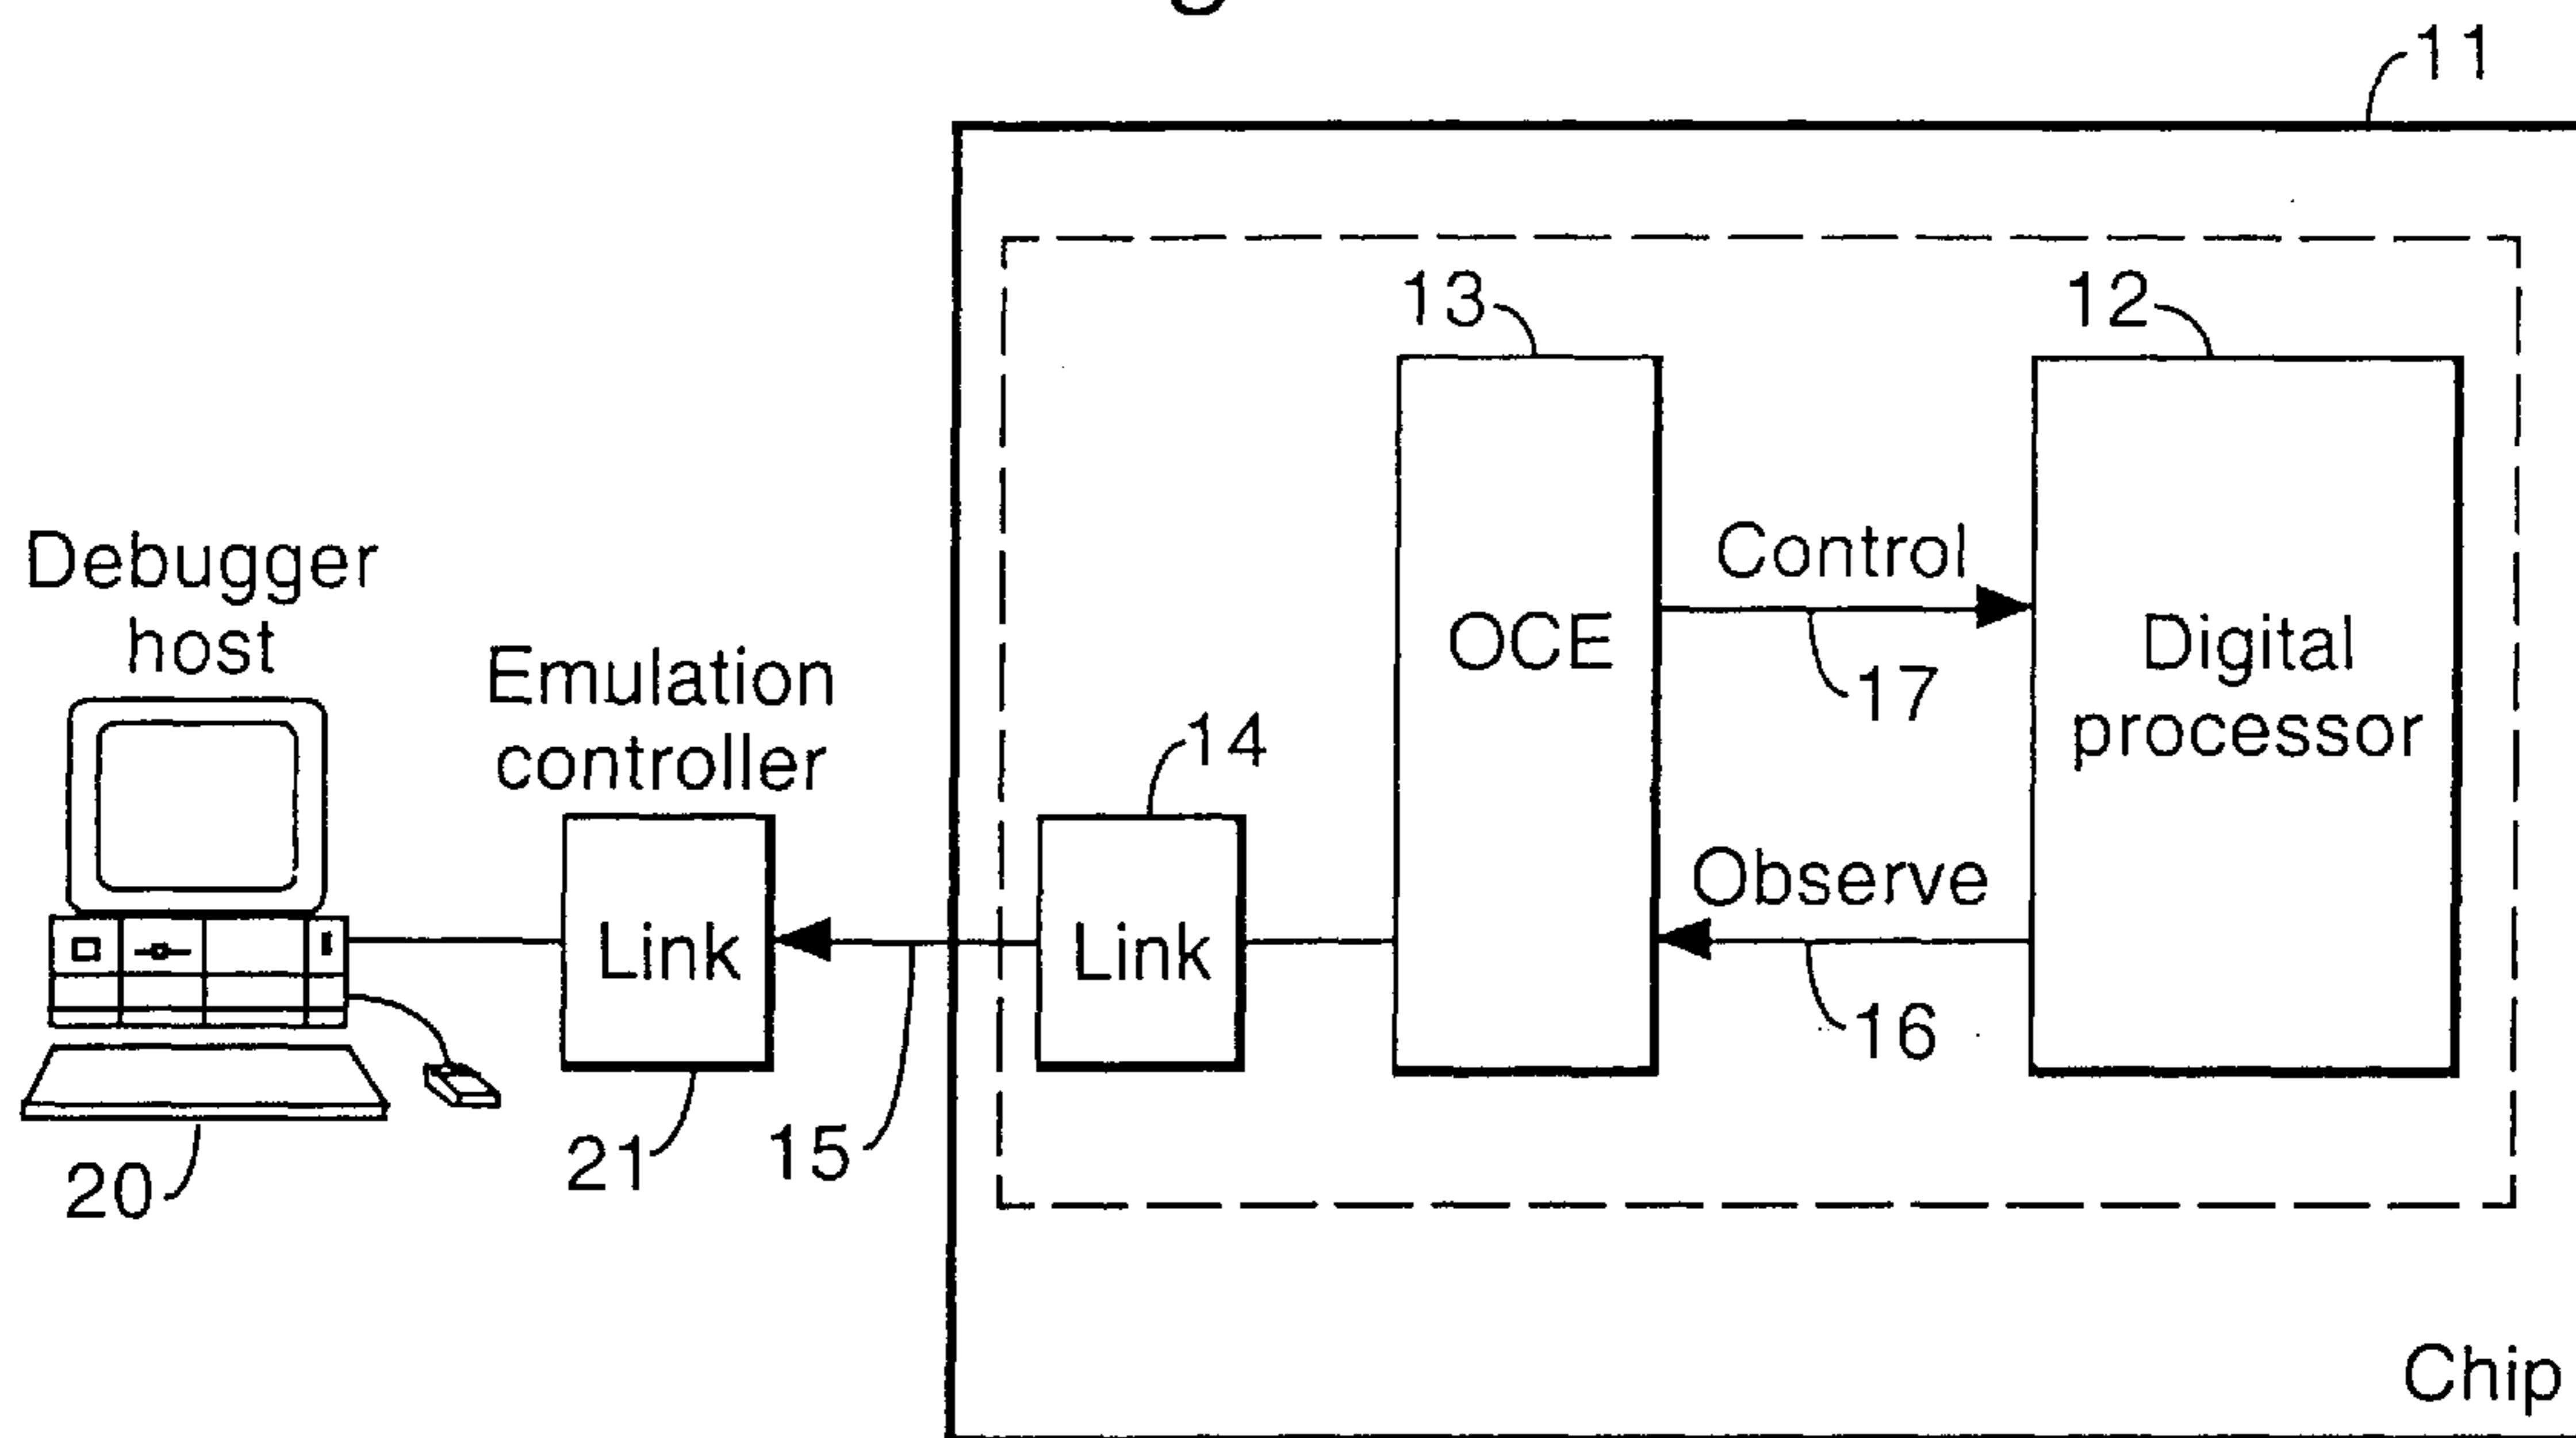 11
13
12
Debugger
host
Emulation
controller
Control
OCE
Digital
processor
17
14
Observe
Link
Link
16
21
15
20
Chip